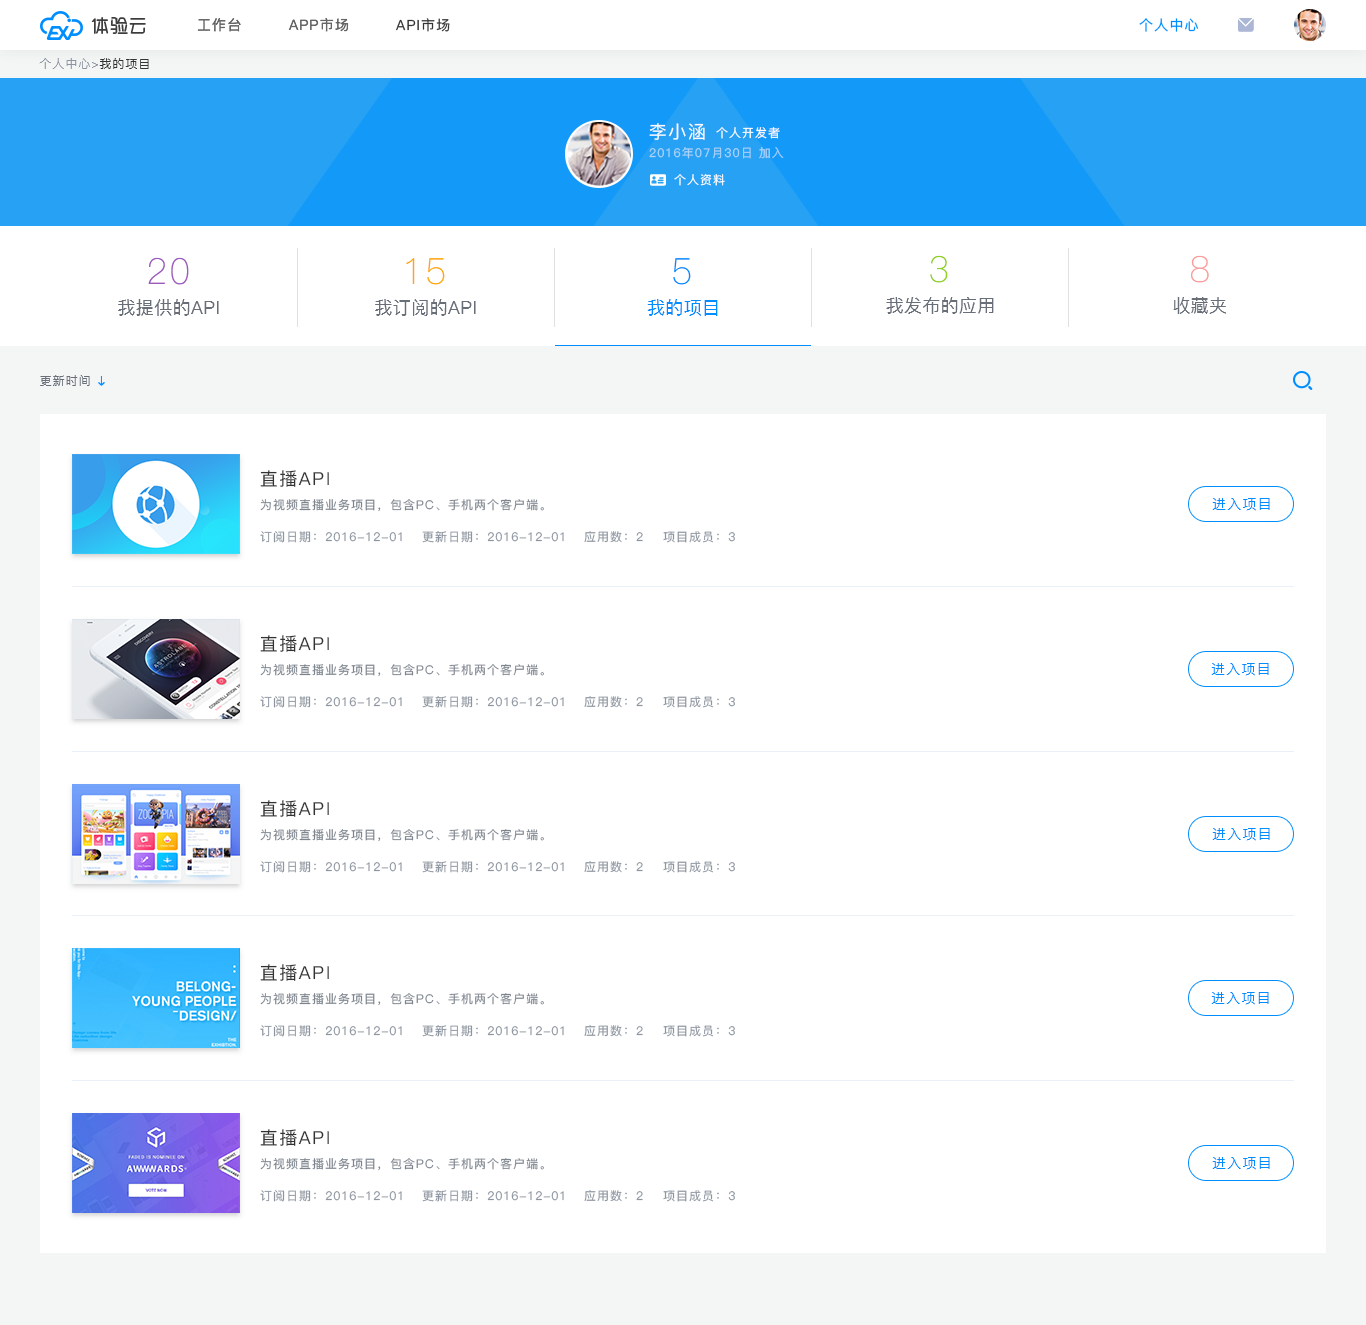 EXP 体验云 工作台 APP市场 API市场 个人中心
个人中心>我的项目
李小涵 个人开发者
2016年07月30日 加入
个人资料
20 15 5 3 8
我提供的API 我订阅的API 我的项目 我发布的应用 收藏夹
更新时间
直播API
为视频直播业务项目，包含PC、手机两个客户端。
订阅日期：2016-12-01 更新日期：2016-12-01 应用数：2 项目成员：3
进入项目
DISCOVERY
ASTROLABE
直播API
为视频直播业务项目，包含PC、手机两个客户端。
订阅日期：2016-12-01 更新日期：2016-12-01 应用数：2 项目成员：3
进入项目
直播API
为视频直播业务项目，包含PC、手机两个客户端。
订阅日期：2016-12-01 更新日期：2016-12-01 应用数：2 项目成员：3
进入项目
BELONG-
YOUNG PEOPLE
DESIGN/
THE
EXHIBITION.
直播API
为视频直播业务项目，包含PC、手机两个客户端。
订阅日期：2016-12-01 更新日期：2016-12-01 应用数：2 项目成员：3
进入项目
FABLED IS NOMINEE ON
AWWWARDS
VOTE NOW
直播API
为视频直播业务项目，包含PC、手机两个客户端。
订阅日期：2016-12-01 更新日期：2016-12-01 应用数：2 项目成员：3
进入项目